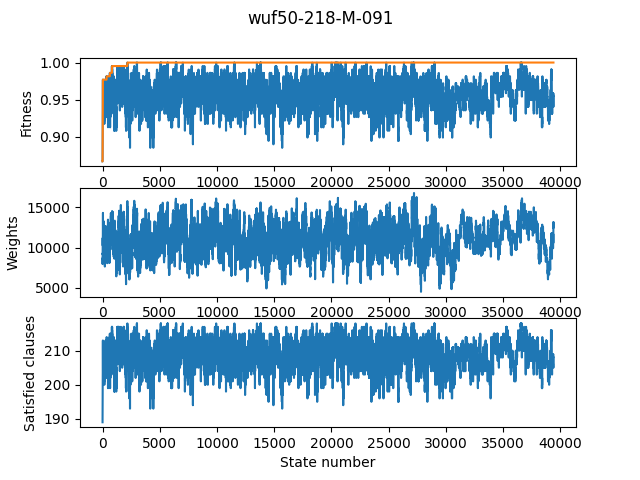 wuf50-218-M-091
1.00
0.95
0.90
Fitness
0 5000 10000 15000 20000 25000 30000 35000 40000
15000
10000
5000
Weights
0 5000 10000 15000 20000 25000 30000 35000 40000
210
200
190
Satisfied clauses
0 5000 10000 15000 20000 25000 30000 35000 40000
State number